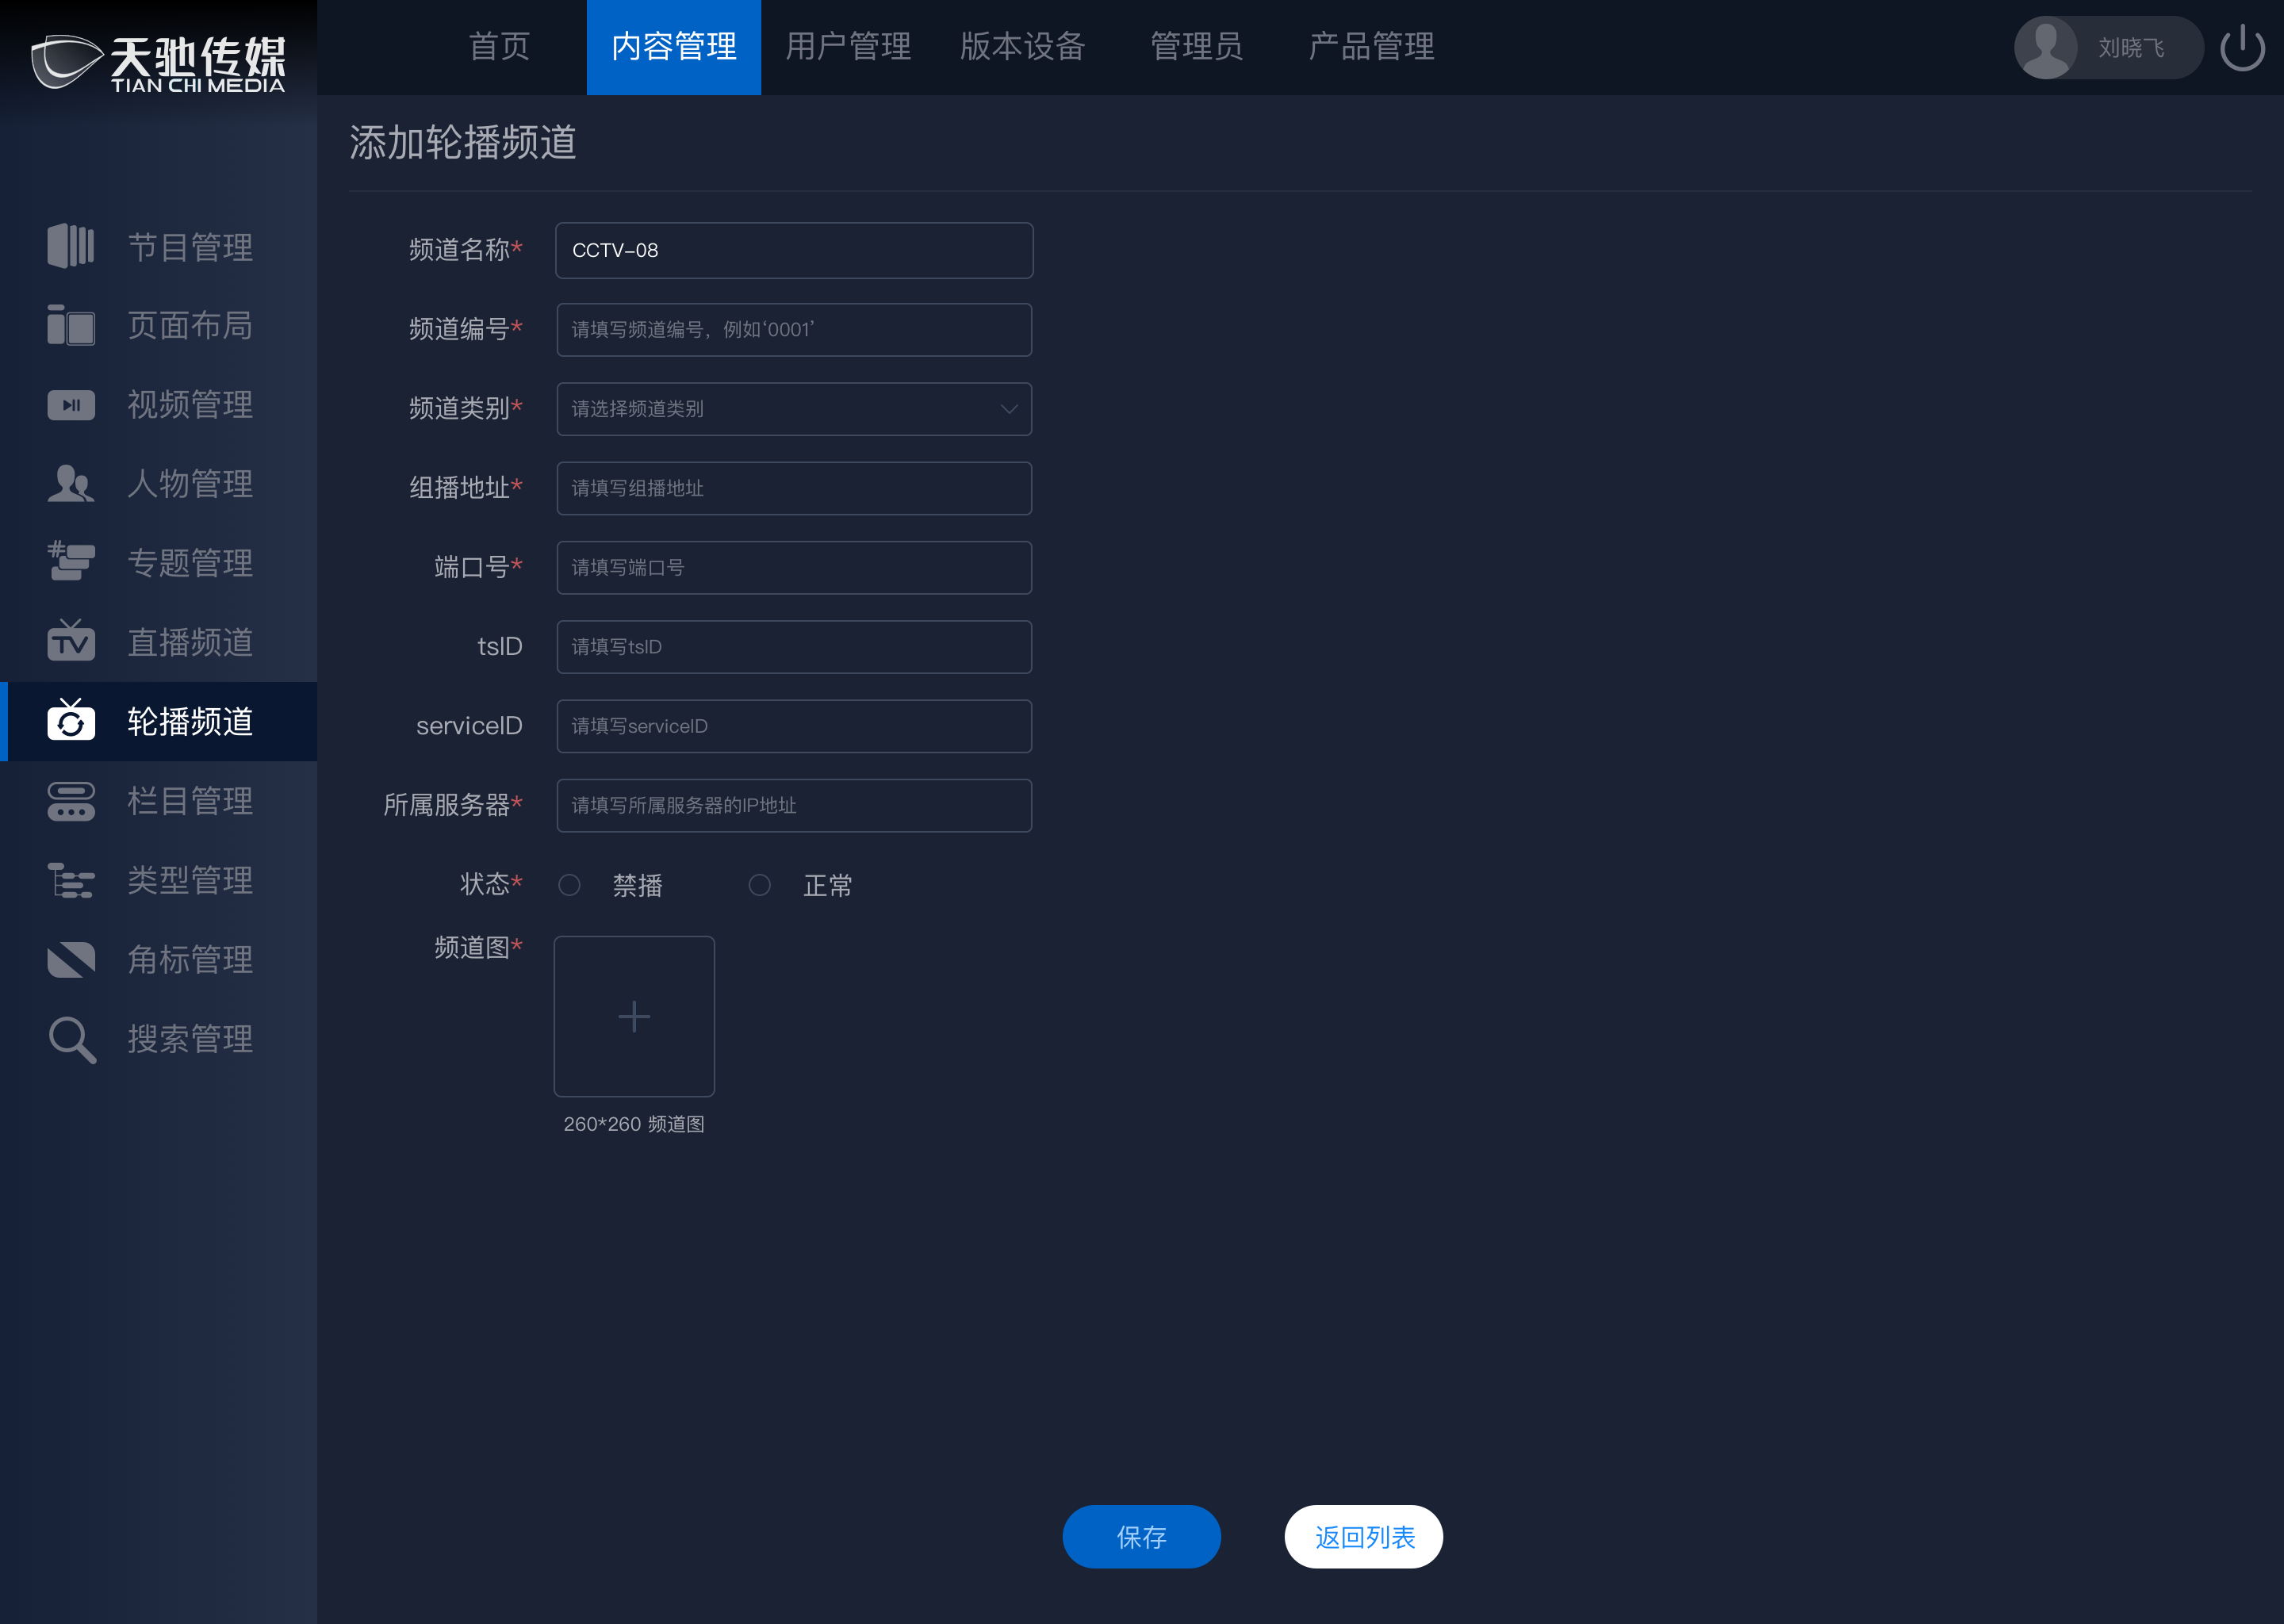 天驰传媒
TIAN CHI MEDIA
首页
内容管理
用户管理
版本设备
管理员
产品管理
刘晓飞
节目管理
页面布局
视频管理
人物管理
专题管理
TV
直播频道
轮播频道
栏目管理
类型管理
角标管理
搜索管理
添加轮播频道
频道名称* CCTV-08
频道编号* 请填写频道编号，例如‘0001’
频道类别* 请选择频道类别
组播地址* 请填写组播地址
端口号* 请填写端口号
tsID 请填写tsID
serviceID 请填写serviceID
所属服务器* 请填写所属服务器的IP地址
状态* 禁播 正常
频道图*
260*260 频道图
保存
返回列表